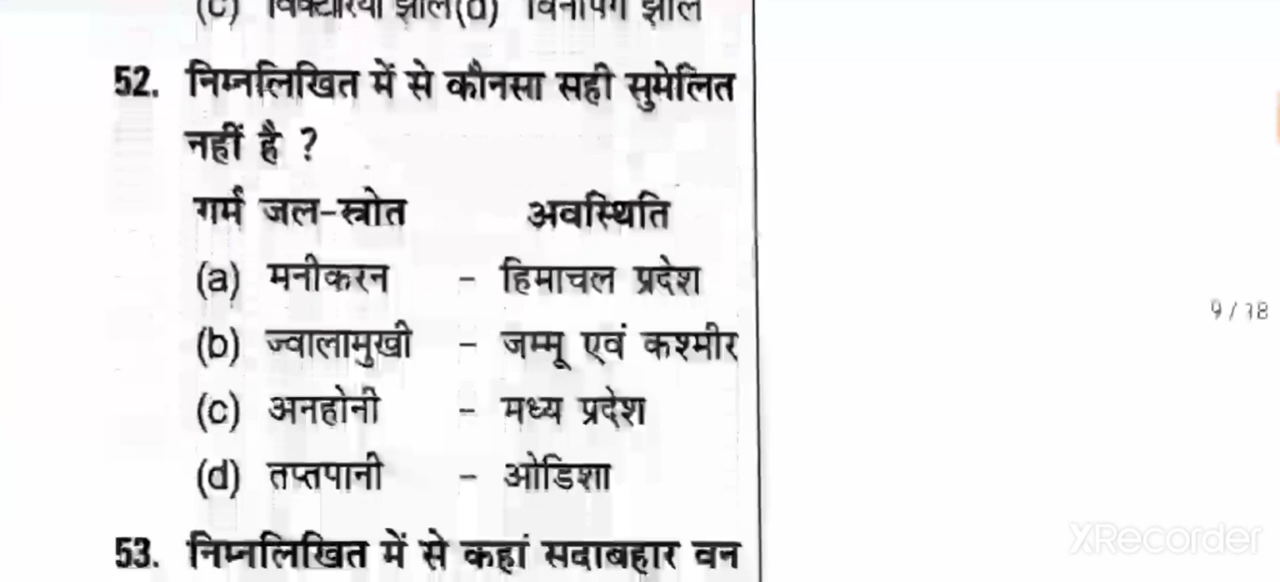 (c) विक्टोरिया झील(d) विनीपेग झील
52. निम्नलिखित में से कौनसा सही सुमेलित
नहीं है ?
गर्म जल-स्त्रोत अवस्थिति
(a) मनीकरन - हिमाचल प्रदेश
(b) ज्वालामुखी - जम्मू एवं कश्मीर
(c) अनहोनी - मध्य प्रदेश
(d) तप्तपानी - ओडिशा
53. निम्नलिखित में से कहां सदाबहार वन
9/18
XRecorder